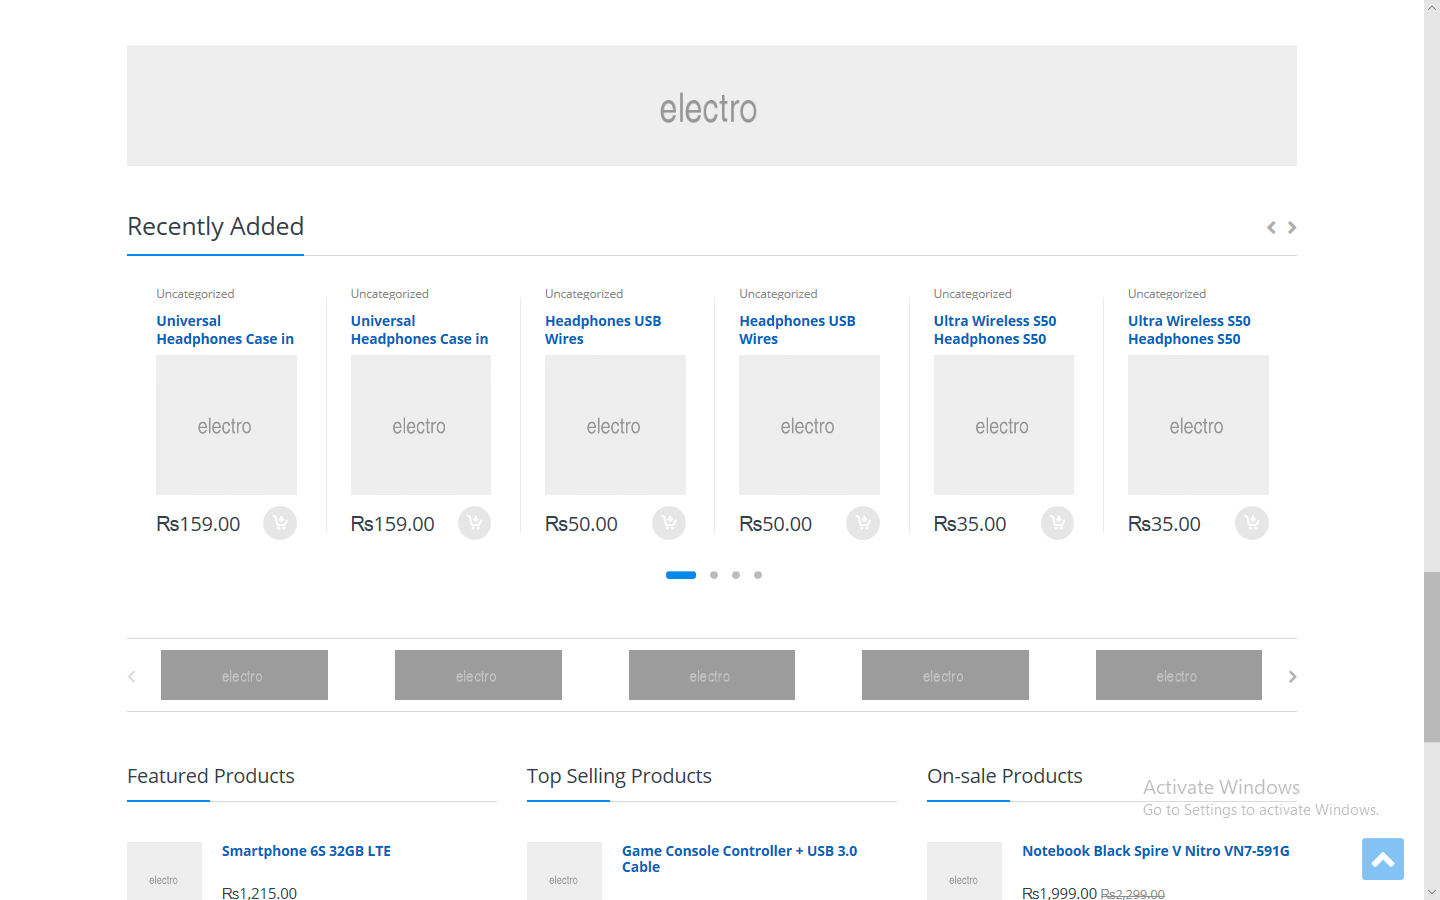 electro
Recently Added
Uncategorized
Universal
Headphones Case in
electro
₨159.00
Uncategorized
Universal
Headphones Case in
electro
₨159.00
Uncategorized
Headphones USB
Wires
electro
₨50.00
Uncategorized
Headphones USB
Wires
electro
₨50.00
Uncategorized
Ultra Wireless S50
Headphones S50
electro
₨35.00
Uncategorized
Ultra Wireless S50
Headphones S50
electro
₨35.00
electro
electro
electro
electro
electro
Featured Products
electro
Smartphone 6S 32GB LTE
₨1,215.00
Top Selling Products
electro
Game Console Controller + USB 3.0
Cable
On-sale Products
electro
Notebook Black Spire V Nitro VN7-591G
₨1,999.00 ₨2,299.00
Activate Windows
Go to Settings to activate Windows.